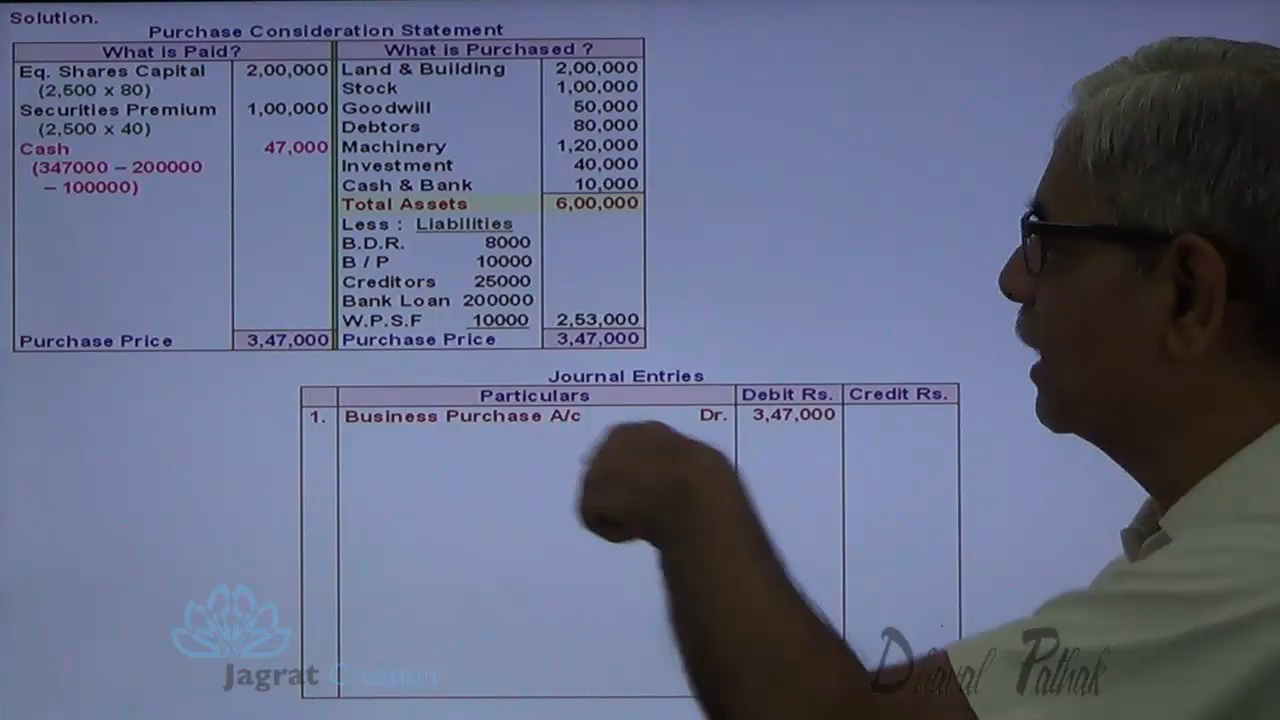 Solution.
Purchase Consideration Statement
What is Paid? What is Purchased ?
Eq. Shares Capital 2,00,000 Land & Building 2,00,000
(2,500 x 80) Stock 1,00,000
Securities Premium 1,00,000 Goodwill 50,000
(2,500 x 40) Debtors 80,000
Cash 47,000 Machinery 1,20,000
(347000 – 200000 Investment 40,000
– 100000) Cash & Bank 10,000
Total Assets 6,00,000
Less : Liabilities
B.D.R. 8000
B / P 10000
Creditors 25000
Bank Loan 200000
W.P.S.F 10000 2,53,000
Purchase Price 3,47,000 Purchase Price 3,47,000
Journal Entries
Particulars Debit Rs. Credit Rs.
1. Business Purchase A/c Dr. 3,47,000
Jagrat Creation
Dhaval Pathak